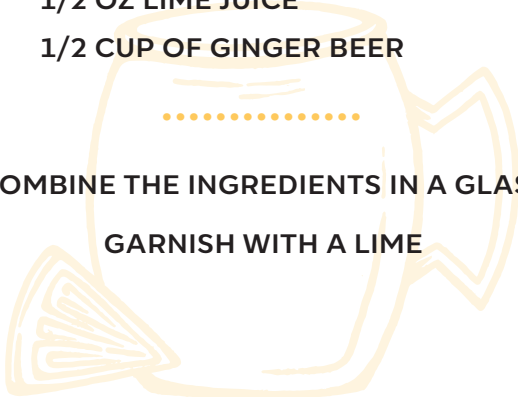 1/2 OZ LIME JUICE
1/2 CUP OF GINGER BEER
OMBINE THE INGREDIENTS IN A GLAS
GARNISH WITH A LIME